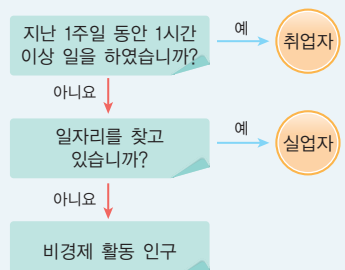 지난 1주일 동안 1시간
이상 일을 하였습니까?
예
취업자
아니요
일자리를 찾고
있습니까?
예
실업자
아니요
비경제 활동 인구